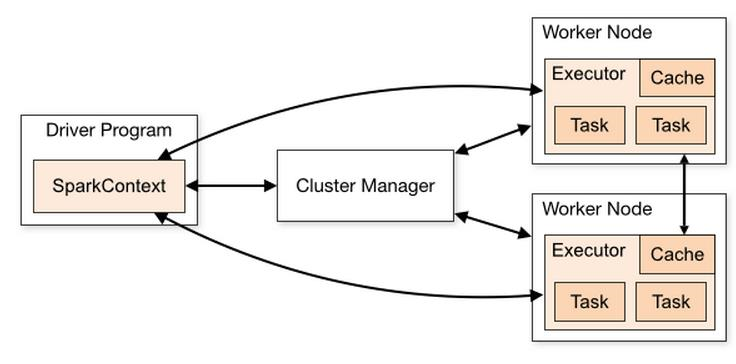 Driver Program
SparkContext
Cluster Manager
Worker Node
Executor
Cache
Task
Task
Worker Node
Executor
Cache
Task
Task